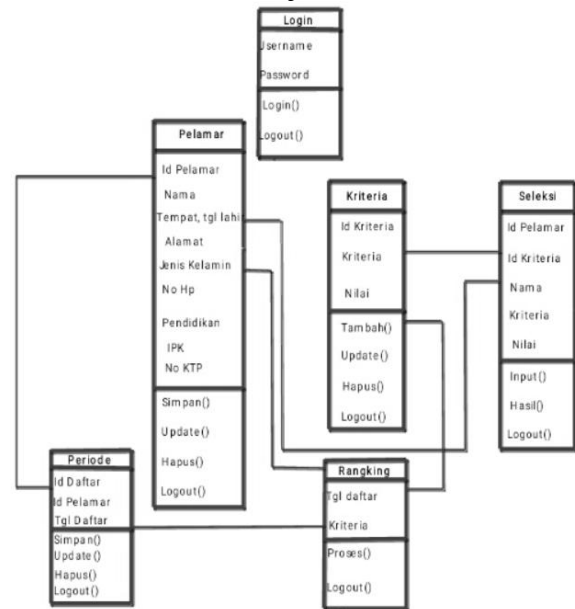 Login
Username
Password
Login()
Logout()
Pelamar
Id Pelamar
Nama
Tempat, tgl lahi
Alamat
Jenis Kelamin
No Hp
Pendidikan
IPK
No KTP
Simpan()
Update()
Hapus()
Logout()
Kriteria
Id Kriteria
Kriteria
Nilai
Tambah()
Update()
Hapus()
Logout()
Seleksi
Id Pelamar
Id Kriteria
Nama
Kriteria
Nilai
Input()
Hasil()
Logout()
Periode
Id Daftar
Id Pelamar
Tgl Daftar
Simpan()
Update()
Hapus()
Logout()
Rangking
Tgl daftar
Kriteria
Proses()
Logout()